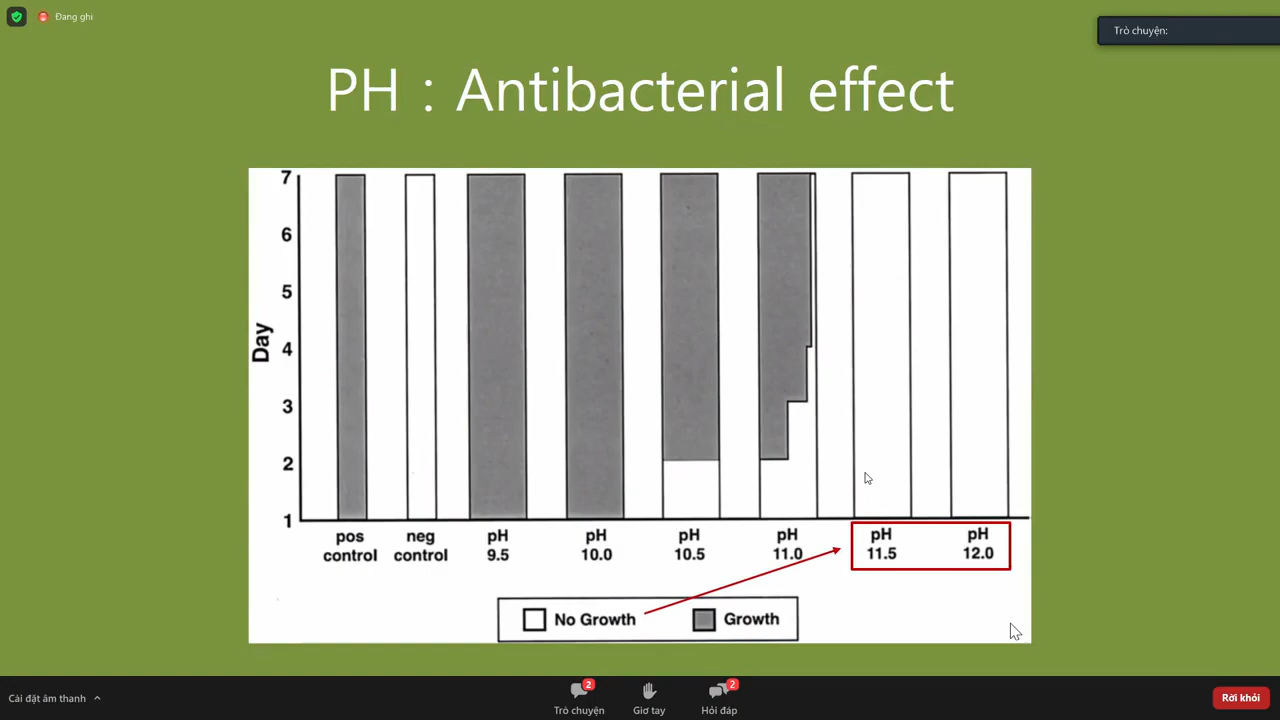 Đang ghi
Trò chuyện:
PH : Antibacterial effect
7
6
5
4
3
2
1
Day
pos control
neg control
pH 9.5
pH 10.0
pH 10.5
pH 11.0
pH 11.5
pH 12.0
No Growth
Growth
Cài đặt âm thanh
2
Trò chuyện
Giơ tay
2
Hỏi đáp
Rời khỏi